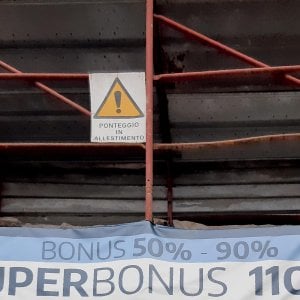 PONTEGGIO
IN
ALLESTIMENTO
BONUS 50% - 90%
UPERBONUS 110